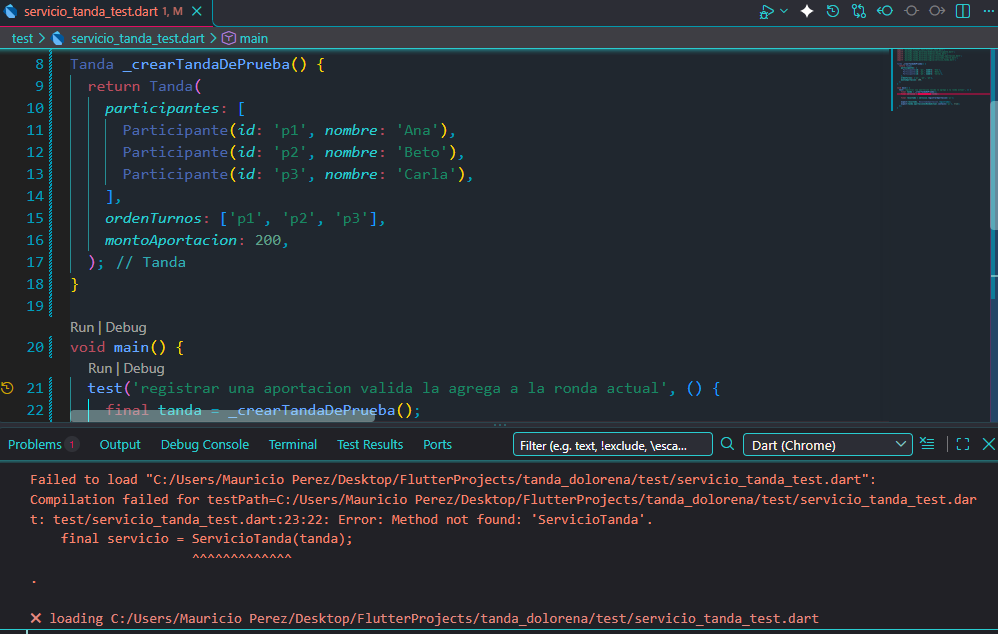 servicio_tanda_test.dart 1, M
test > servicio_tanda_test.dart > main
8 Tanda _crearTandaDePrueba() {
9 return Tanda(
10 participantes: [
11 Participante(id: 'p1', nombre: 'Ana'),
12 Participante(id: 'p2', nombre: 'Beto'),
13 Participante(id: 'p3', nombre: 'Carla'),
14 ],
15 ordenTurnos: ['p1', 'p2', 'p3'],
16 montoAportacion: 200,
17 ); // Tanda
18 }
19
Run | Debug
20 void main() {
Run | Debug
21 test('registrar una aportacion valida la agrega a la ronda actual', () {
22 final tanda = _crearTandaDePrueba();
Problems 1 Output Debug Console Terminal Test Results Ports Filter (e.g. text, !exclude, \esca... Dart (Chrome)
Failed to load "C:/Users/Mauricio Perez/Desktop/FlutterProjects/tanda_dolorena/test/servicio_tanda_test.dart":
Compilation failed for testPath=C:/Users/Mauricio Perez/Desktop/FlutterProjects/tanda_dolorena/test/servicio_tanda_test.dar
t: test/servicio_tanda_test.dart:23:22: Error: Method not found: 'ServicioTanda'.
final servicio = ServicioTanda(tanda);
^^^^^^^^^^^^^
.
✖ loading C:/Users/Mauricio Perez/Desktop/FlutterProjects/tanda_dolorena/test/servicio_tanda_test.dart